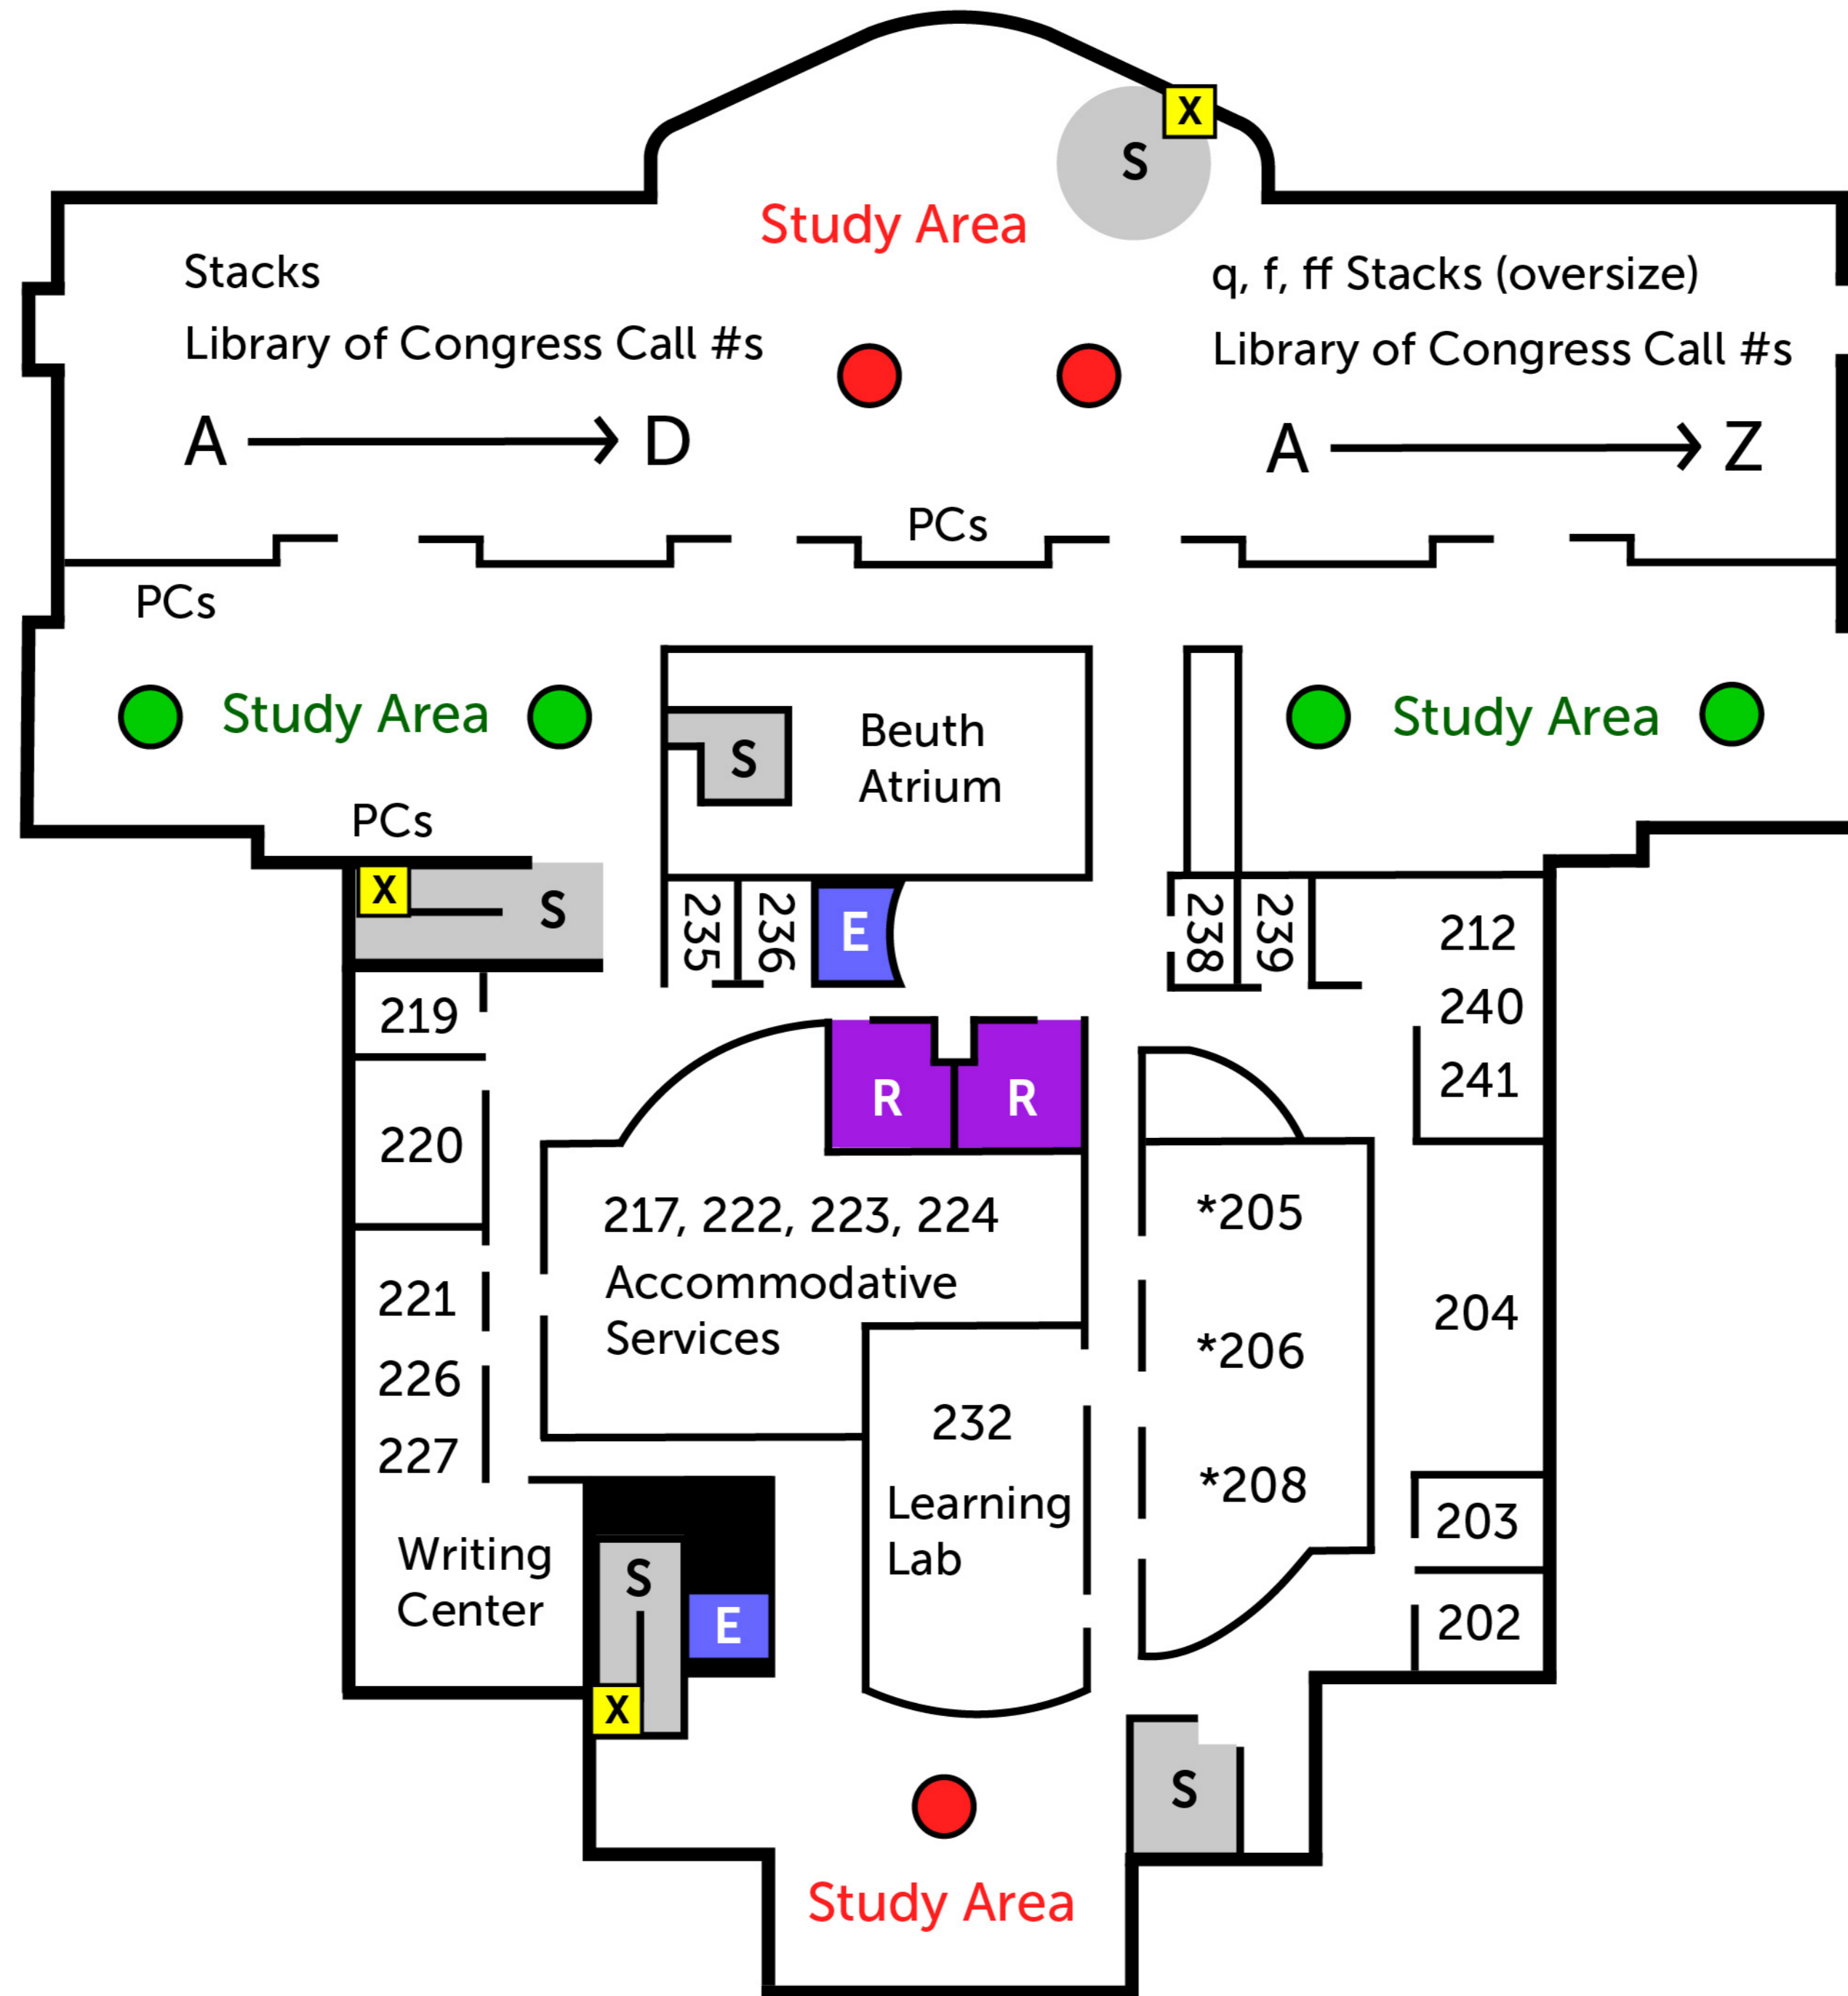 X
S
Study Area
Stacks
Library of Congress Call #s
A D
q, f, ff Stacks (oversize)
Library of Congress Call #s
A Z
PCs
PCs
Study Area
Study Area
S
Beuth
Atrium
PCs
X
S
235
236
E
238
239
212
240
241
219
220
R
R
217, 222, 223, 224
Accommodative
Services
*205
*206
*208
204
221
226
227
232
Learning
Lab
203
202
Writing
Center
S
E
X
S
Study Area